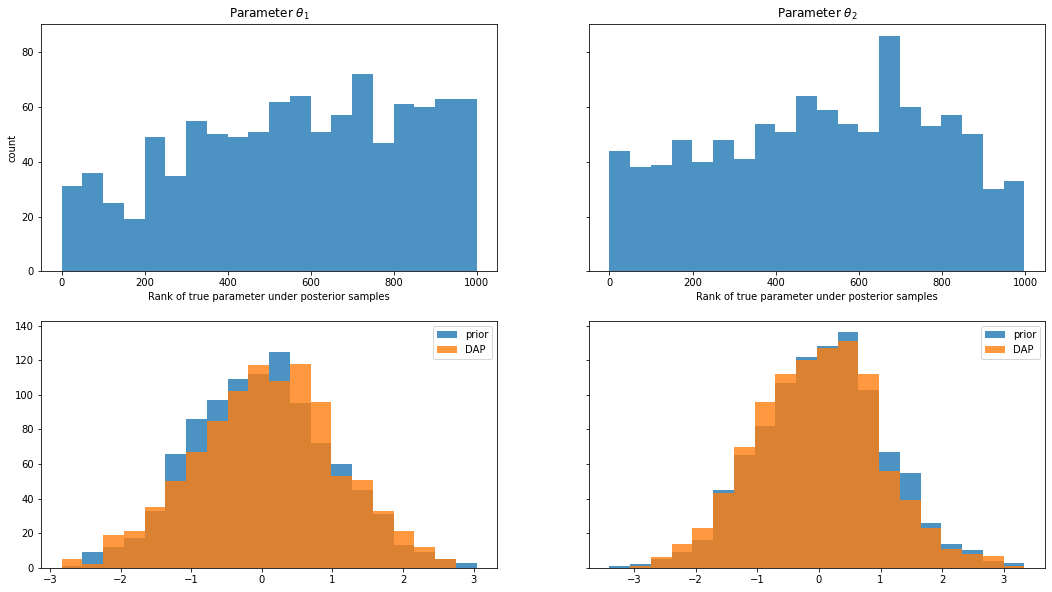 Parameter θ₁
Parameter θ₂
count
80
60
40
20
0
0 200 400 600 800 1000
0 200 400 600 800 1000
Rank of true parameter under posterior samples
Rank of true parameter under posterior samples
140
120
100
80
60
40
20
0
prior
DAP
prior
DAP
−3 −2 −1 0 1 2 3
−3 −2 −1 0 1 2 3